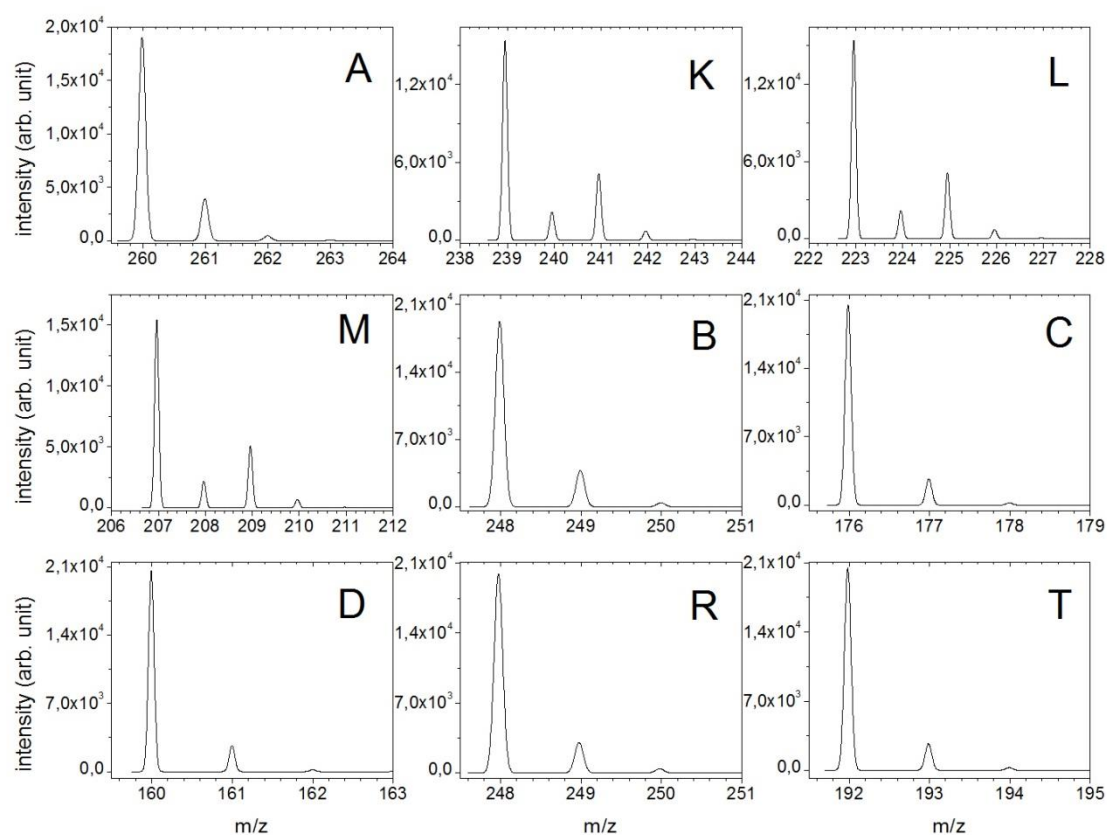 intensity (arb. unit)
2,0x10⁴
1,5x10⁴
1,0x10⁴
5,0x10³
0,0
260 261 262 263 264
A
1,2x10⁴
6,0x10³
0,0
238 239 240 241 242 243 244
K
1,2x10⁴
6,0x10³
0,0
222 223 224 225 226 227 228
L
intensity (arb. unit)
1,5x10⁴
1,0x10⁴
5,0x10³
0,0
206 207 208 209 210 211 212
M
2,1x10⁴
1,4x10⁴
7,0x10³
0,0
248 249 250 251
B
2,1x10⁴
1,4x10⁴
7,0x10³
0,0
176 177 178 179
C
intensity (arb. unit)
2,1x10⁴
1,4x10⁴
7,0x10³
0,0
160 161 162 163
D
m/z
2,1x10⁴
1,4x10⁴
7,0x10³
0,0
248 249 250 251
R
m/z
2,1x10⁴
1,4x10⁴
7,0x10³
0,0
192 193 194 195
T
m/z